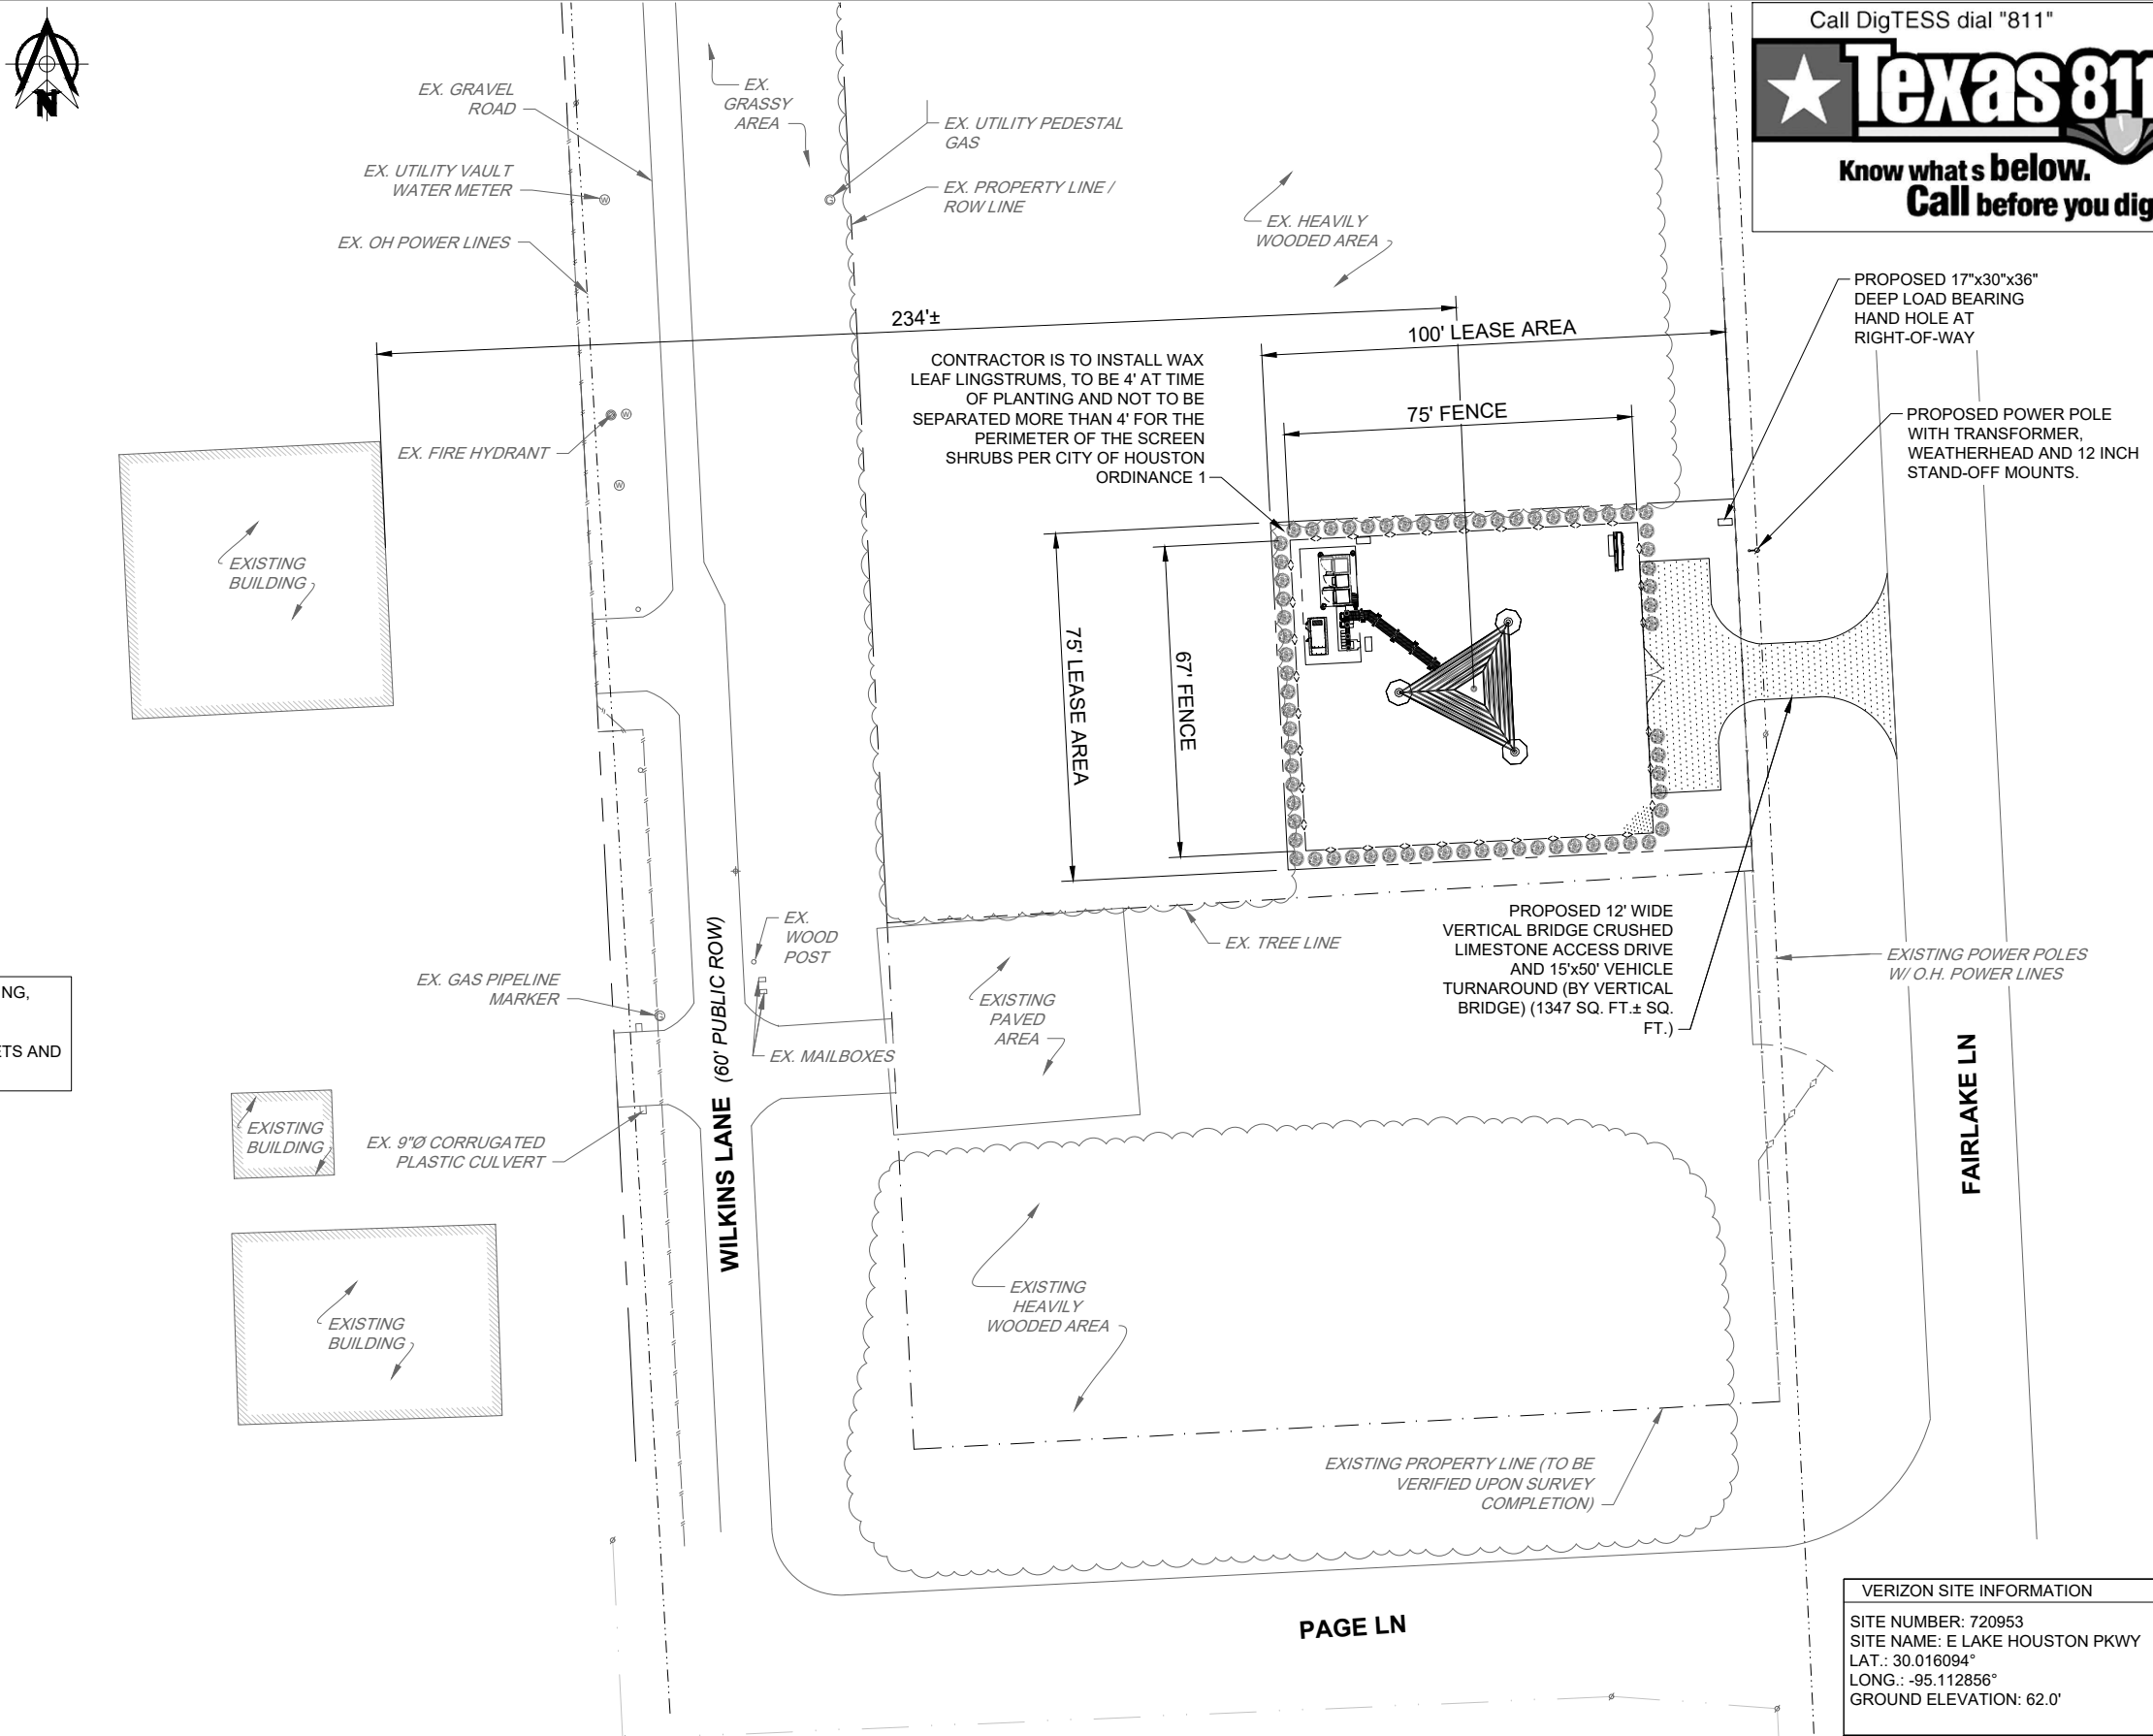 Call DigTESS dial "811"
Texas 811
Know what s below.
Call before you dig
N
EX. GRAVEL
ROAD
EX.
GRASSY
AREA
EX. UTILITY PEDESTAL
GAS
EX. UTILITY VAULT
WATER METER
EX. PROPERTY LINE /
ROW LINE
EX. OH POWER LINES
EX. HEAVILY
WOODED AREA
PROPOSED 17"x30"x36"
DEEP LOAD BEARING
HAND HOLE AT
RIGHT-OF-WAY
234'±
100' LEASE AREA
CONTRACTOR IS TO INSTALL WAX
LEAF LINGSTRUMS, TO BE 4' AT TIME
OF PLANTING AND NOT TO BE
SEPARATED MORE THAN 4' FOR THE
PERIMETER OF THE SCREEN
SHRUBS PER CITY OF HOUSTON
ORDINANCE 1
75' FENCE
PROPOSED POWER POLE
WITH TRANSFORMER,
WEATHERHEAD AND 12 INCH
STAND-OFF MOUNTS.
W
W
W
G
EX. FIRE HYDRANT
EXISTING
BUILDING
75' LEASE AREA
67' FENCE
PROPOSED 12' WIDE
VERTICAL BRIDGE CRUSHED
LIMESTONE ACCESS DRIVE
AND 15'x50' VEHICLE
TURNAROUND (BY VERTICAL
BRIDGE) (1347 SQ. FT.± SQ.
FT.)
EX.
WOOD
POST
EX. TREE LINE
EXISTING POWER POLES
W/ O.H. POWER LINES
NG,
TS AND
EX. GAS PIPELINE
MARKER
G
EXISTING
PAVED
AREA
EX. MAILBOXES
WILKINS LANE (60' PUBLIC ROW)
FAIRLAKE LN
EXISTING
BUILDING
EX. 9"Ø CORRUGATED
PLASTIC CULVERT
EXISTING
HEAVILY
WOODED AREA
EXISTING
BUILDING
EXISTING PROPERTY LINE (TO BE
VERIFIED UPON SURVEY
COMPLETION)
PAGE LN
VERIZON SITE INFORMATION
SITE NUMBER: 720953
SITE NAME: E LAKE HOUSTON PKWY
LAT.: 30.016094°
LONG.: -95.112856°
GROUND ELEVATION: 62.0'